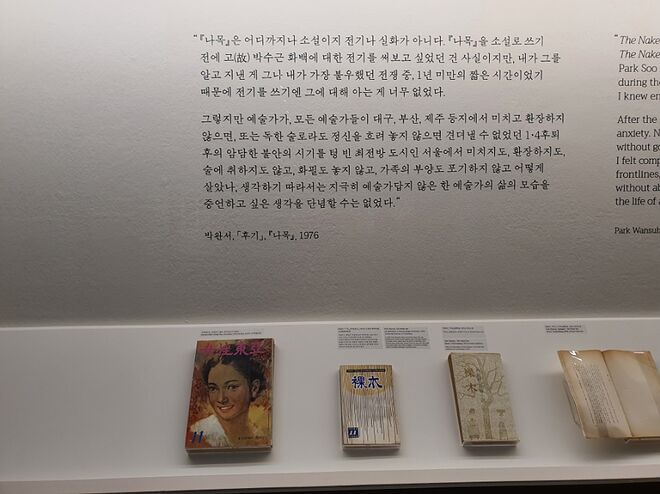 "『나목』은 어디까지나 소설이지 전기나 실화가 아니다. 『나목』을 소설로 쓰기
전에 고(故) 박수근 화백에 대한 전기를 써보고 싶었던 건 사실이지만, 내가 그를
알고 지낸 게 그나 내가 가장 불우했던 전쟁 중, 1년 미만의 짧은 시간이었기
때문에 전기를 쓰기엔 그에 대해 아는 게 너무 없었다.
그렇지만 예술가가, 모든 예술가들이 대구, 부산, 제주 등지에서 미치고 환장하지
않으면, 또는 독한 술로라도 정신을 흐려 놓지 않으면 견뎌낼 수 없었던 1·4후퇴
후의 암담한 불안의 시기를 텅 빈 최전방 도시인 서울에서 미치지도, 환장하지도,
술에 취하지도 않고, 화필도 놓지 않고, 가족의 부양도 포기하지 않고 어떻게
살았나, 생각하기 따라서는 지극히 예술가답지 않은 한 예술가의 삶의 모습을
증언하고 싶은 생각을 단념할 수는 없었다."
박완서, 「후기」, 『나목』, 1976
"The Nake
The Nake
Park Soo
during the
I knew en
After the
anxiety. N
without go
I felt comp
frontlines,
without ab
the life of a
Park Wansuh
女性東亞
11
裸木
裸木